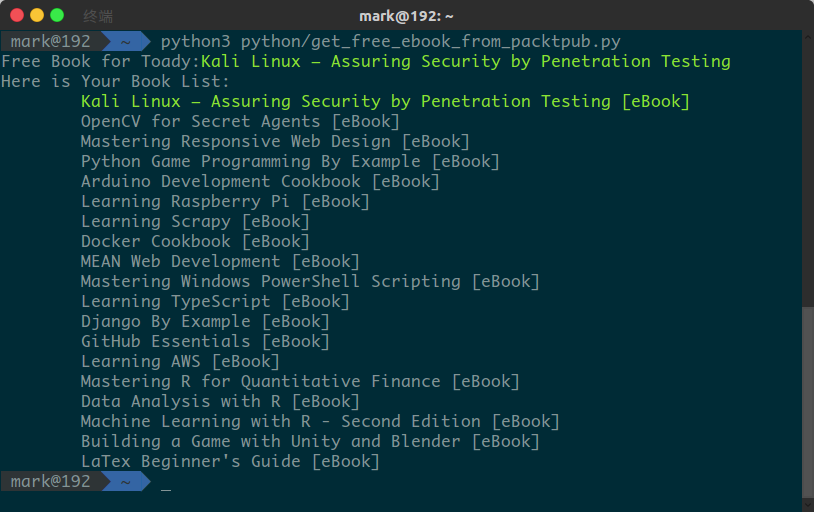 终端
mark@192: ~
mark@192 ~ python3 python/get_free_ebook_from_packtpub.py
Free Book for Toady:Kali Linux – Assuring Security by Penetration Testing
Here is Your Book List:
Kali Linux – Assuring Security by Penetration Testing [eBook]
OpenCV for Secret Agents [eBook]
Mastering Responsive Web Design [eBook]
Python Game Programming By Example [eBook]
Arduino Development Cookbook [eBook]
Learning Raspberry Pi [eBook]
Learning Scrapy [eBook]
Docker Cookbook [eBook]
MEAN Web Development [eBook]
Mastering Windows PowerShell Scripting [eBook]
Learning TypeScript [eBook]
Django By Example [eBook]
GitHub Essentials [eBook]
Learning AWS [eBook]
Mastering R for Quantitative Finance [eBook]
Data Analysis with R [eBook]
Machine Learning with R - Second Edition [eBook]
Building a Game with Unity and Blender [eBook]
LaTex Beginner's Guide [eBook]
mark@192 ~ _